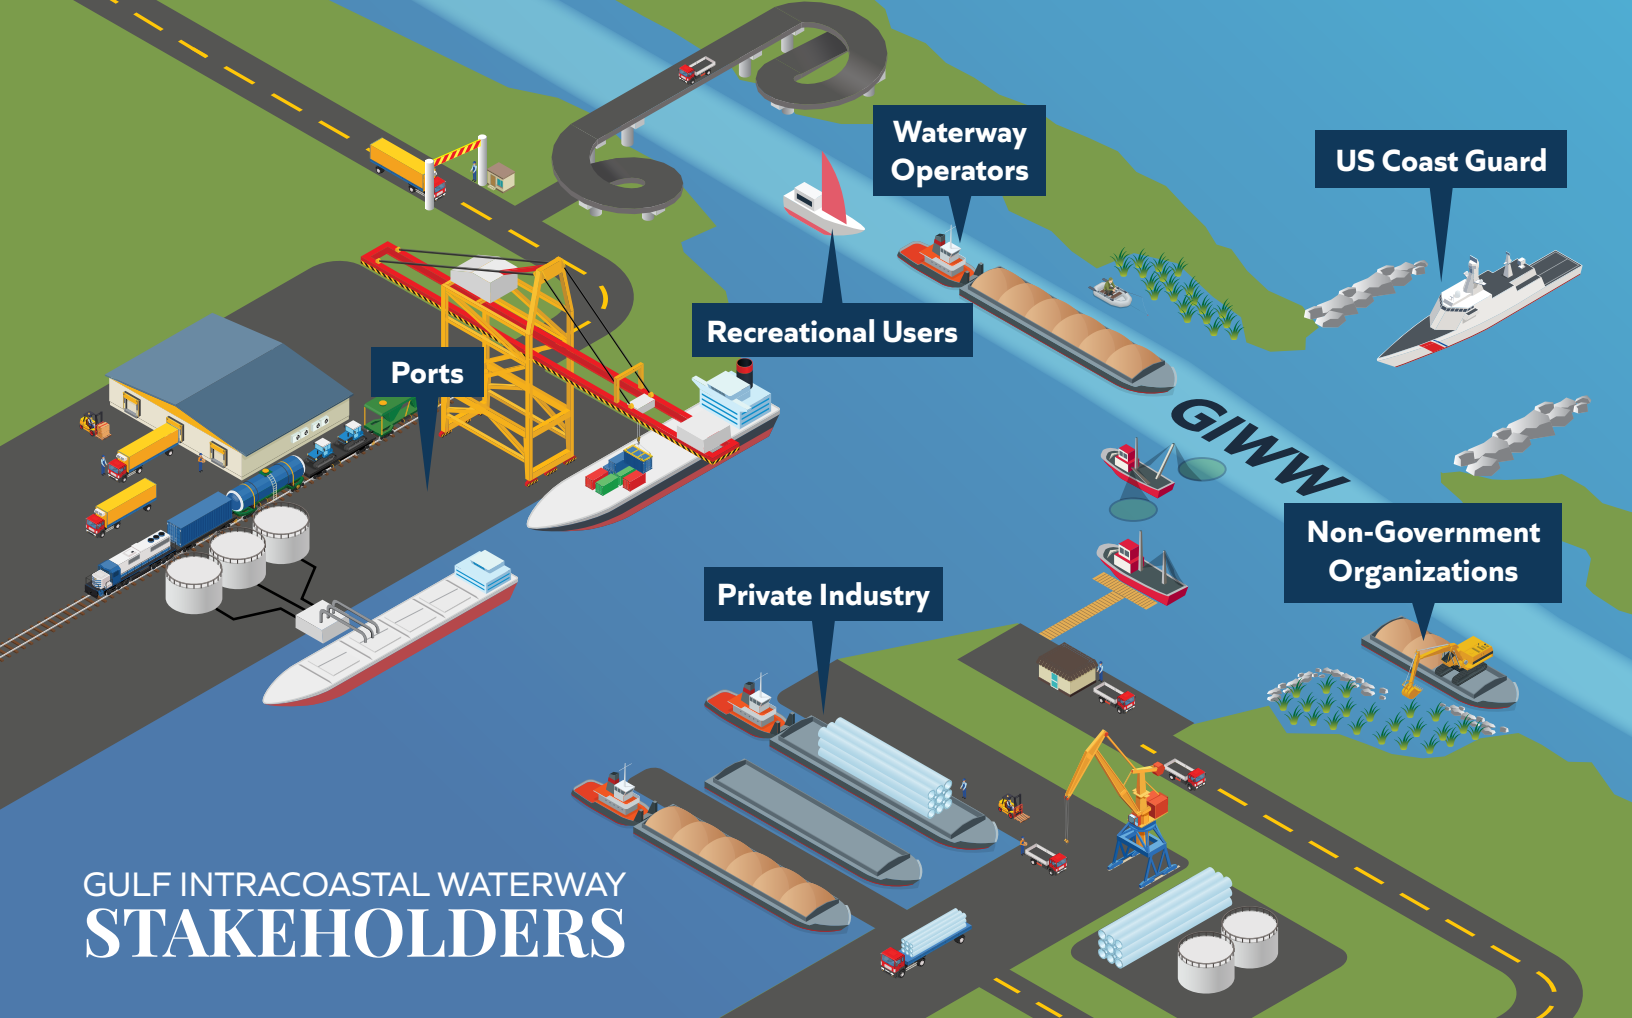 Waterway
Operators
US Coast Guard
Recreational Users
Ports
GIWW
Non-Government
Organizations
Private Industry
GULF INTRACOASTAL WATERWAY
STAKEHOLDERS